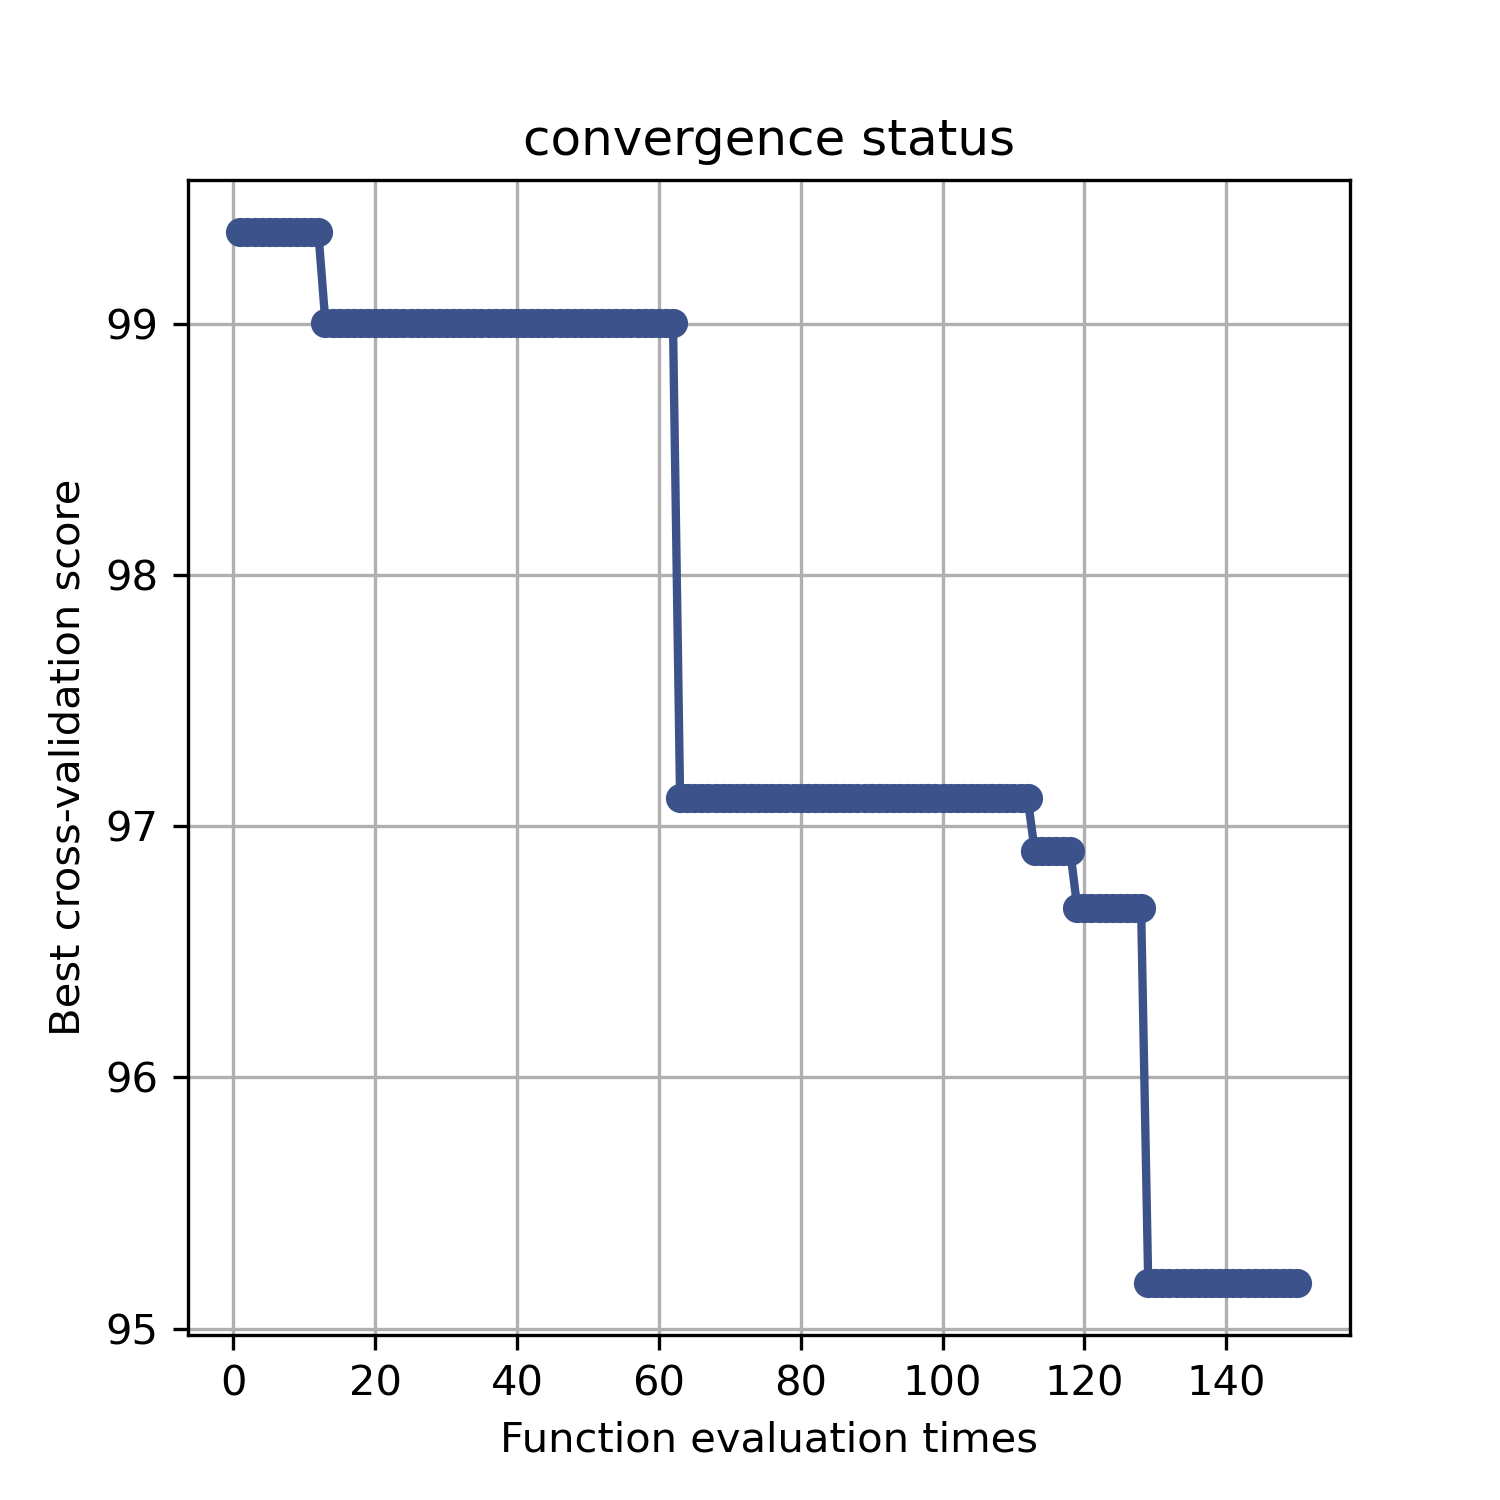 convergence status
Best cross-validation score
99
98
97
96
95
0 20 40 60 80 100 120 140
Function evaluation times